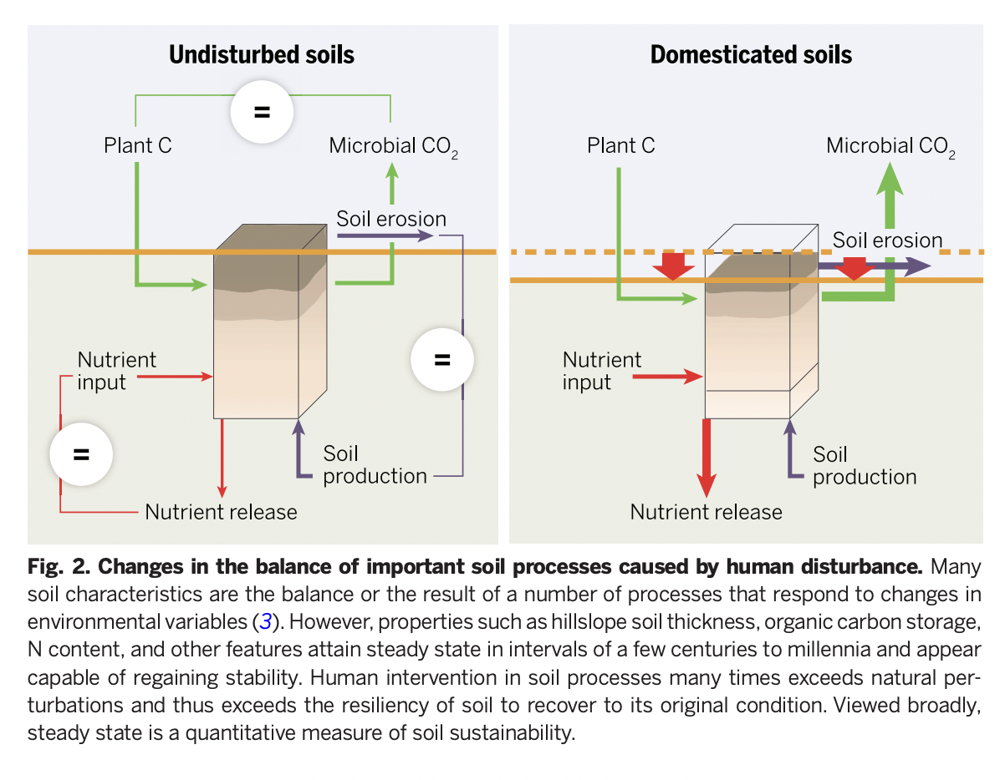 Undisturbed soils
=
Plant C
Microbial CO2
Soil erosion
=
Nutrient
input
=
Soil
production
Nutrient release
Domesticated soils
Plant C
Microbial CO2
Soil erosion
Nutrient
input
Soil
production
Nutrient release
Fig. 2. Changes in the balance of important soil processes caused by human disturbance. Many
soil characteristics are the balance or the result of a number of processes that respond to changes in
environmental variables (3). However, properties such as hillslope soil thickness, organic carbon storage,
N content, and other features attain steady state in intervals of a few centuries to millennia and appear
capable of regaining stability. Human intervention in soil processes many times exceeds natural per-
turbations and thus exceeds the resiliency of soil to recover to its original condition. Viewed broadly,
steady state is a quantitative measure of soil sustainability.